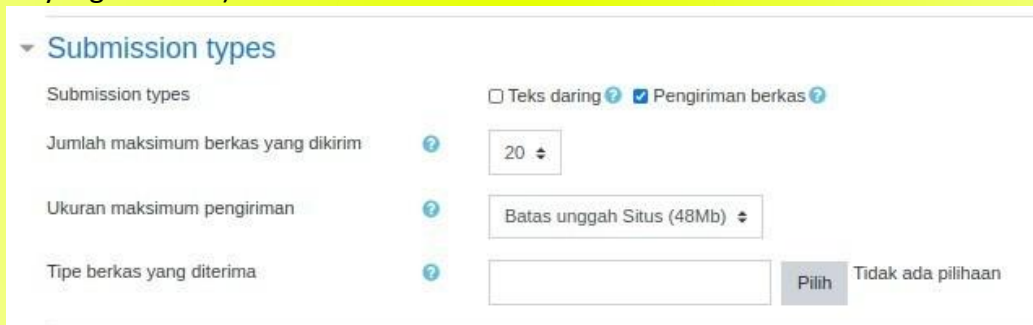 Submission types
Submission types Teks daring Pengiriman berkas
Jumlah maksimum berkas yang dikirim 20
Ukuran maksimum pengiriman Batas unggah Situs (48Mb)
Tipe berkas yang diterima Pilih Tidak ada pilihaan